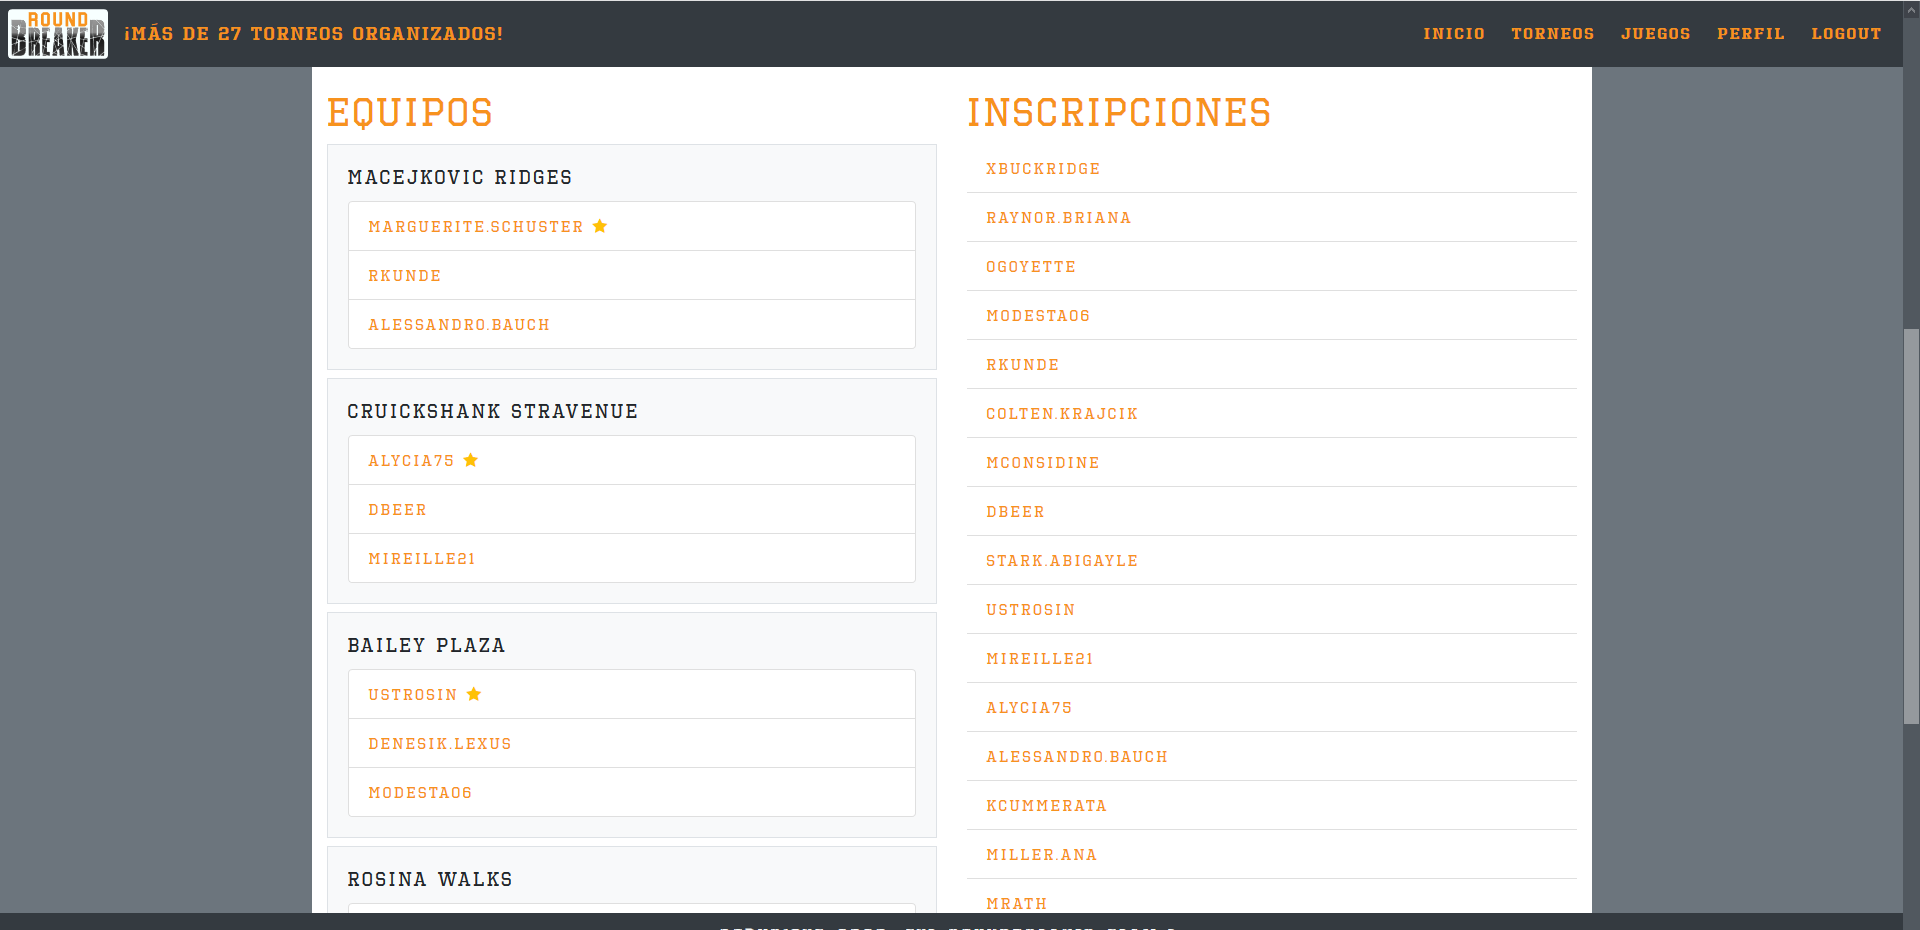 ROUND
BREAKER
¡MÁS DE 27 TORNEOS ORGANIZADOS!
INICIO
TORNEOS
JUEGOS
PERFIL
LOGOUT
EQUIPOS
MACEJKOVIC RIDGES
MARGUERITE.SCHUSTER
RKUNDE
ALESSANDRO.BAUCH
CRUICKSHANK STRAVENUE
ALYCIA75
DBEER
MIREILLE21
BAILEY PLAZA
USTROSIN
DENESIK.LEXUS
MODESTA06
ROSINA WALKS
INSCRIPCIONES
XBUCKRIDGE
RAYNOR.BRIANA
OGOYETTE
MODESTA06
RKUNDE
COLTEN.KRAJCIK
MCONSIDINE
DBEER
STARK.ABIGAYLE
USTROSIN
MIREILLE21
ALYCIA75
ALESSANDRO.BAUCH
KCUMMERATA
MILLER.ANA
MRATH